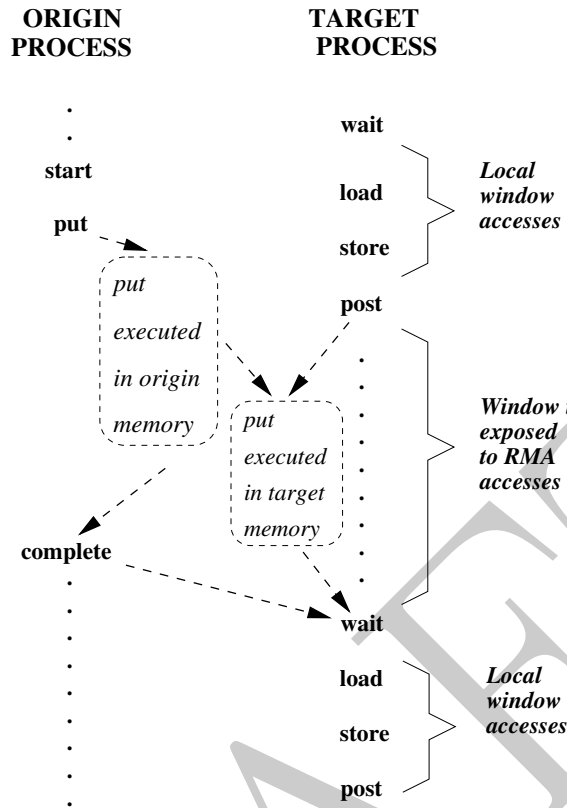 ORIGIN
PROCESS
TARGET
PROCESS
wait
start
load
Local
window
accesses
put
store
put
executed
in origin
memory
post
put
executed
in target
memory
Window i
exposed
to RMA
accesses
complete
wait
load
store
post
Local
window
accesses